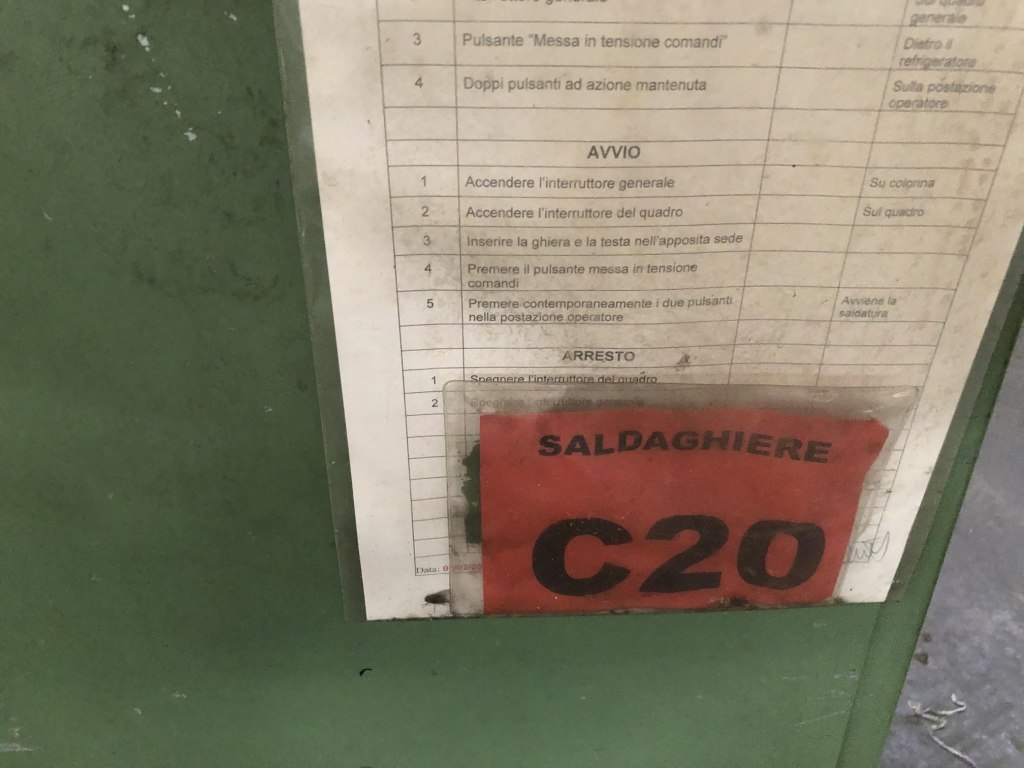 generale
3 Pulsante “Messa in tensione comandi” Dietro il
refrigeratore
4 Doppi pulsanti ad azione mantenuta Sulla postazione
operatore
AVVIO
1 Accendere l'interruttore generale Su colonna
2 Accendere l'interruttore del quadro Sul quadro
3 Inserire la ghiera e la testa nell'apposita sede
4 Premere il pulsante messa in tensione
comandi
5 Premere contemporaneamente i due pulsanti Avviene la
nella postazione operatore saldatura
ARRESTO
1 Spegnere l'interruttore del quadro
2 Spegnere l'interruttore generale
SALDAGHIERE
C20
Data: